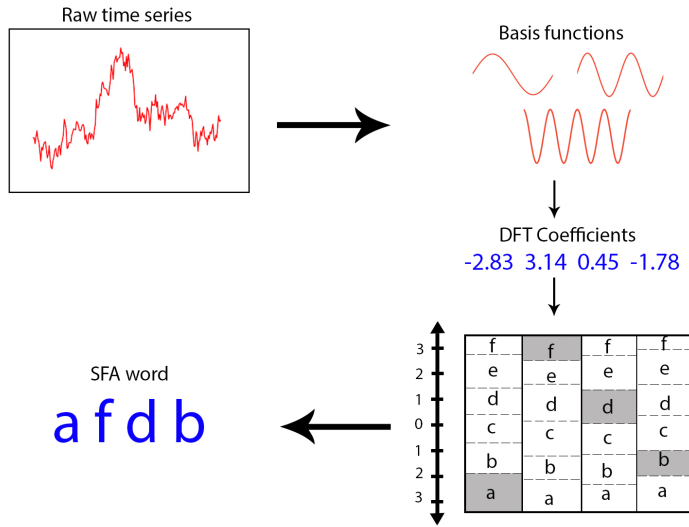 Raw time series
Basis functions
DFT Coefficients
-2.83 3.14 0.45 -1.78
3
2
1
0
1
2
3
f f f f
e e e e
d d d d
c c c c
b b b b
a a a a
SFA word
a f d b